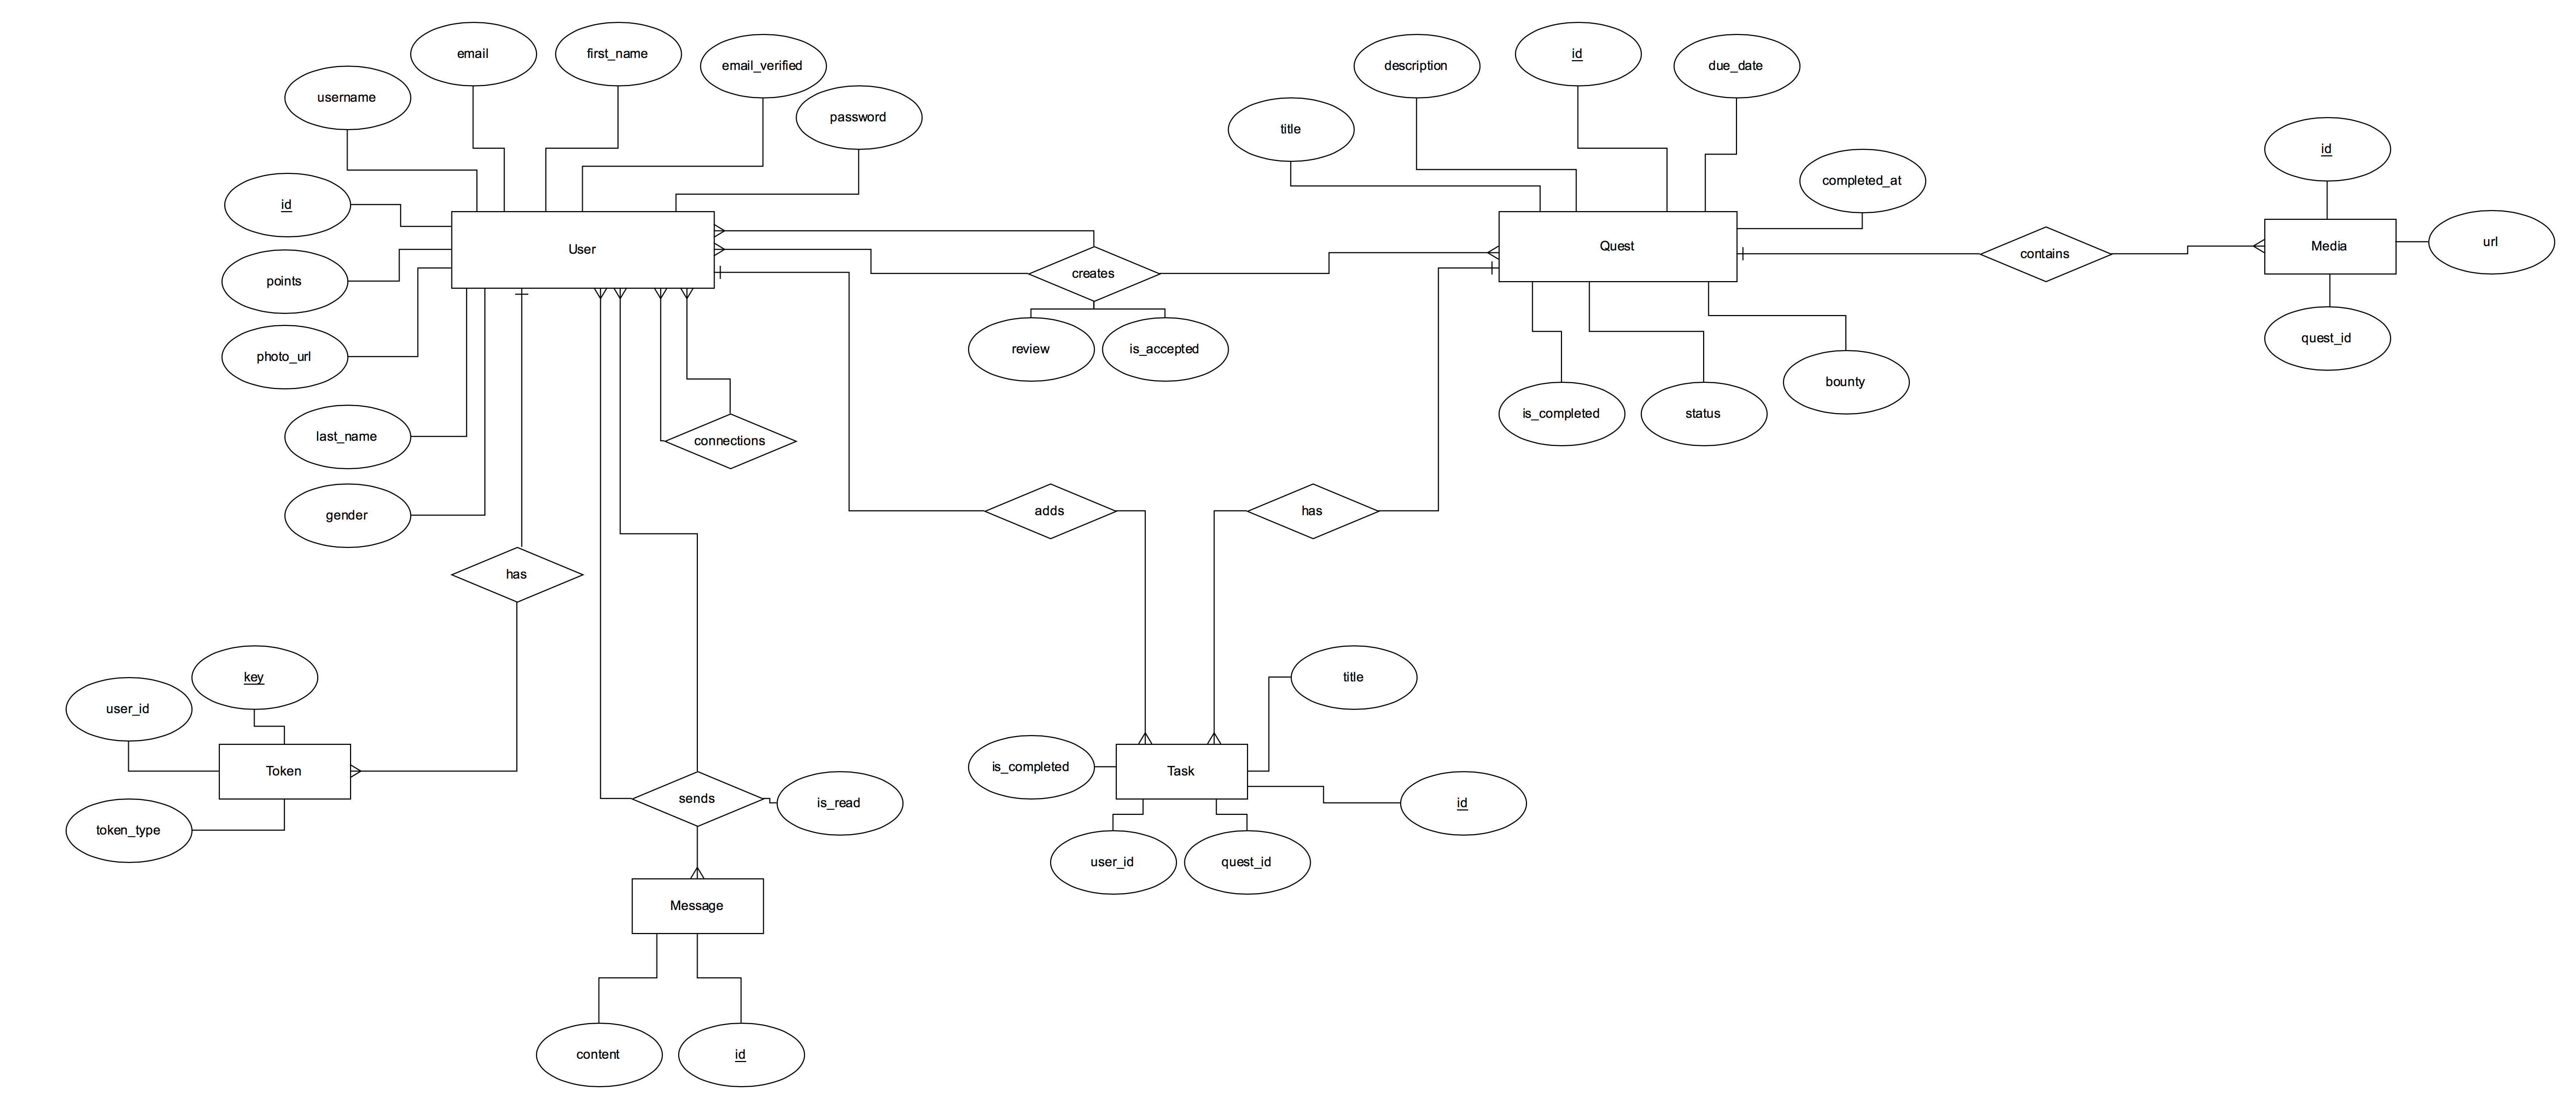 email
first_name
email_verified
username
password
id
User
points
photo_url
last_name
gender
creates
review
is_accepted
connections
description
id
due_date
title
completed_at
Quest
is_completed
status
bounty
contains
id
Media
url
quest_id
adds
has
has
key
user_id
Token
token_type
sends
is_read
Message
content
id
title
is_completed
Task
id
user_id
quest_id